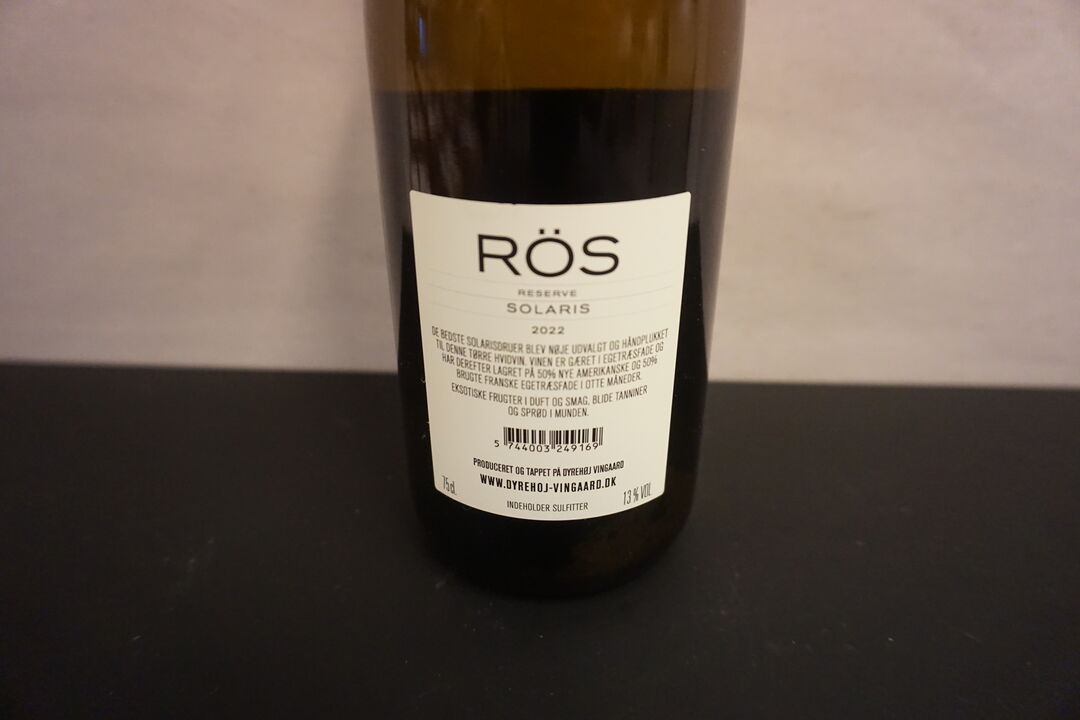 RÖS
RESERVE
SOLARIS
2022
DE BEDSTE SOLARISDRUER BLEV NØJE UDVALGT OG HÅNDPLUKKET
TIL DENNE TØRRE HVIDVIN. VINEN ER GÆRET I EGETRÆSFADE OG
HAR DEREFTER LAGRET PÅ 50% NYE AMERIKANSKE OG 50%
BRUGTE FRANSKE EGETRÆSFADE I OTTE MÅNEDER.
EKSOTISKE FRUGTER I DUFT OG SMAG, BLIDE TANNINER
OG SPRØD I MUNDEN.
5 744003 249169
PRODUCERET OG TAPPET PÅ DYREHØJ VINGAARD
WWW.DYREHOJ-VINGAARD.DK
75cl.
13% VOL
INDEHOLDER SULFITTER